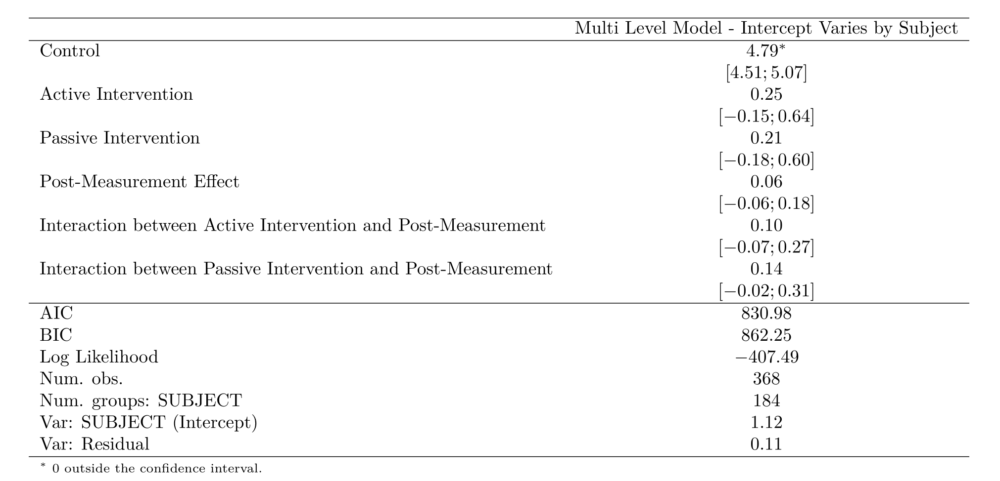 Multi Level Model - Intercept Varies by Subject
Control 4.79*
[4.51; 5.07]
Active Intervention 0.25
[−0.15; 0.64]
Passive Intervention 0.21
[−0.18; 0.60]
Post-Measurement Effect 0.06
[−0.06; 0.18]
Interaction between Active Intervention and Post-Measurement 0.10
[−0.07; 0.27]
Interaction between Passive Intervention and Post-Measurement 0.14
[−0.02; 0.31]
AIC 830.98
BIC 862.25
Log Likelihood −407.49
Num. obs. 368
Num. groups: SUBJECT 184
Var: SUBJECT (Intercept) 1.12
Var: Residual 0.11
* 0 outside the confidence interval.